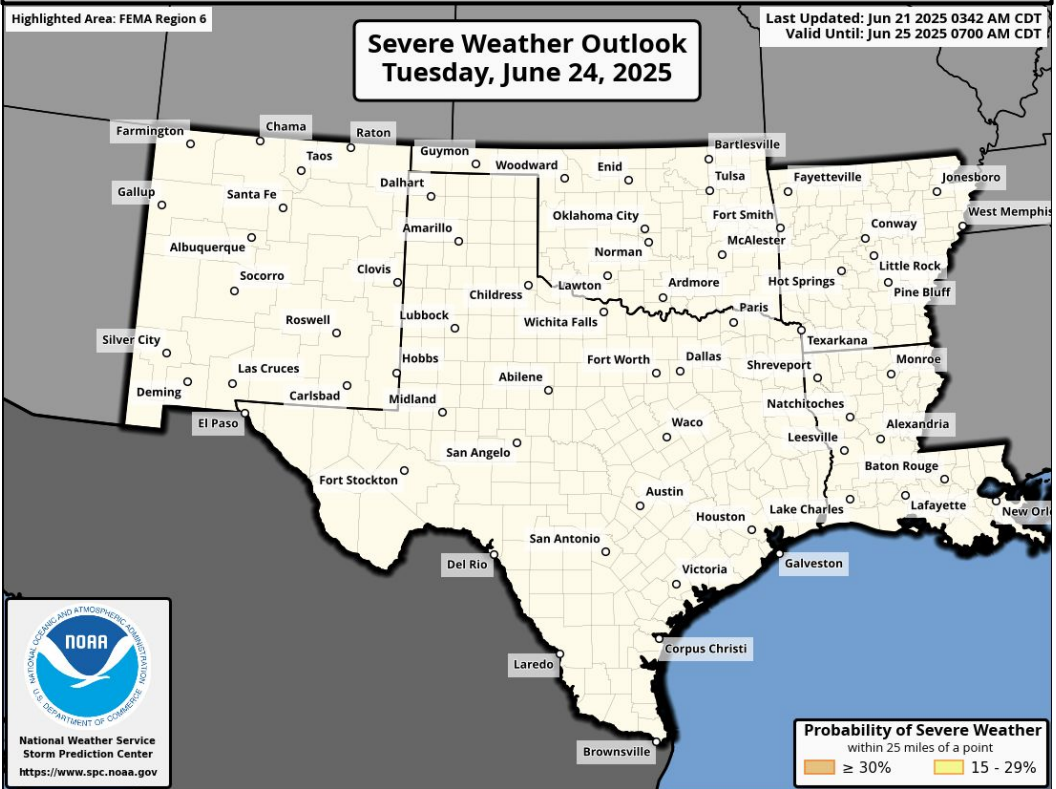 Highlighted Area: FEMA Region 6
Severe Weather Outlook
Tuesday, June 24, 2025
Last Updated: Jun 21 2025 0342 AM CDT
Valid Until: Jun 25 2025 0700 AM CDT
Farmington
Chama
Raton
Taos
Guymon
Woodward
Enid
Bartlesville
Tulsa
Fayetteville
Jonesboro
Gallup
Santa Fe
Dalhart
Oklahoma City
Fort Smith
West Memphis
Amarillo
Conway
Albuquerque
Norman
McAlester
Little Rock
Socorro
Clovis
Childress
Lawton
Ardmore
Hot Springs
Pine Bluff
Roswell
Lubbock
Wichita Falls
Paris
Silver City
Texarkana
Hobbs
Fort Worth
Dallas
Shreveport
Monroe
Las Cruces
Abilene
Deming
Carlsbad
Midland
Natchitoches
El Paso
Waco
Leesville
Alexandria
San Angelo
Baton Rouge
Fort Stockton
Austin
Houston
Lake Charles
Lafayette
New Orl
San Antonio
Del Rio
Victoria
Galveston
Corpus Christi
Laredo
Brownsville
NATIONAL OCEANIC AND ATMOSPHERIC ADMINISTRATION
NOAA
U.S. DEPARTMENT OF COMMERCE
National Weather Service
Storm Prediction Center
https://www.spc.noaa.gov
Probability of Severe Weather
within 25 miles of a point
≥ 30%
15 - 29%